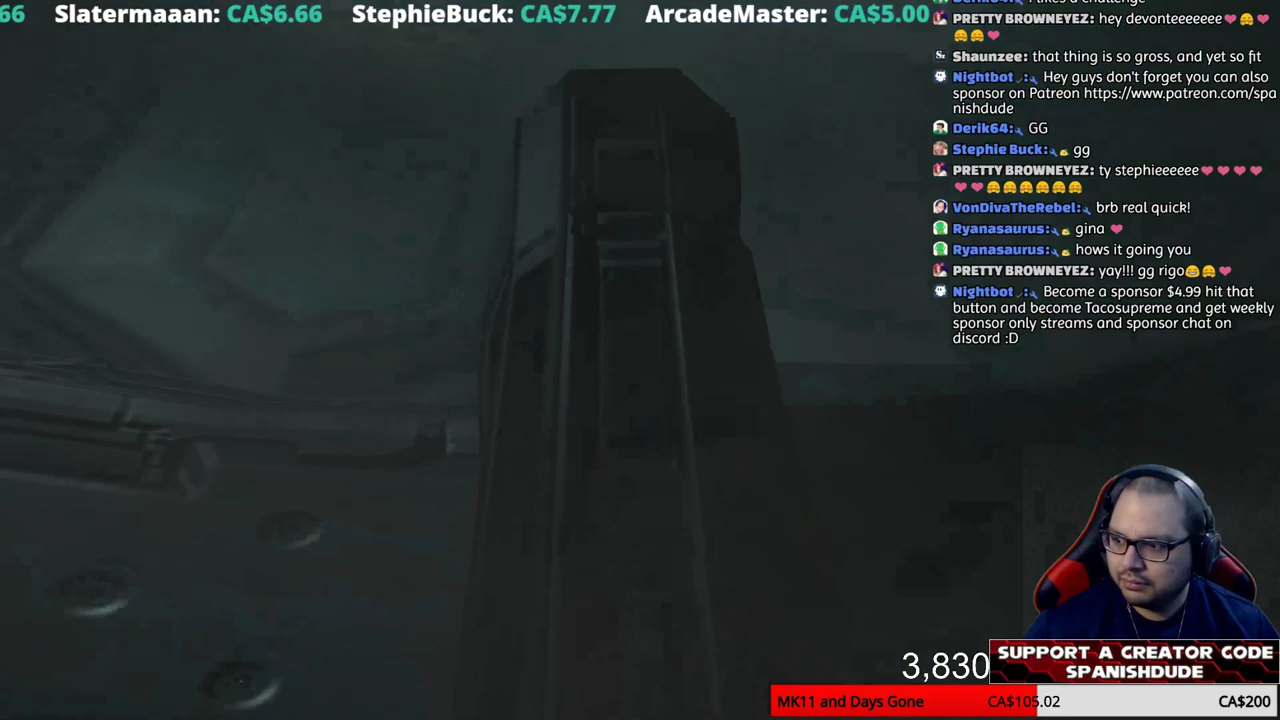 66 Slatermaaan: CA$6.66 StephieBuck: CA$7.77 ArcadeMaster: CA$5.00
PRETTY BROWNEYEZ: hey devonteeeeeee
Shaunzee: that thing is so gross, and yet so fit
Nightbot: Hey guys don't forget you can also
sponsor on Patreon https://www.patreon.com/spa
nishdude
Derik64: GG
Stephie Buck: gg
PRETTY BROWNEYEZ: ty stephieeeeee
VonDivaTheRebel: brb real quick!
Ryanasaurus: gina
Ryanasaurus: hows it going you
PRETTY BROWNEYEZ: yay!!! gg rigo
Nightbot: Become a sponsor $4.99 hit that
button and become Tacosupreme and get weekly
sponsor only streams and sponsor chat on
discord :D
3,830
SUPPORT A CREATOR CODE
SPANISHDUDE
MK11 and Days Gone CA$105.02 CA$200